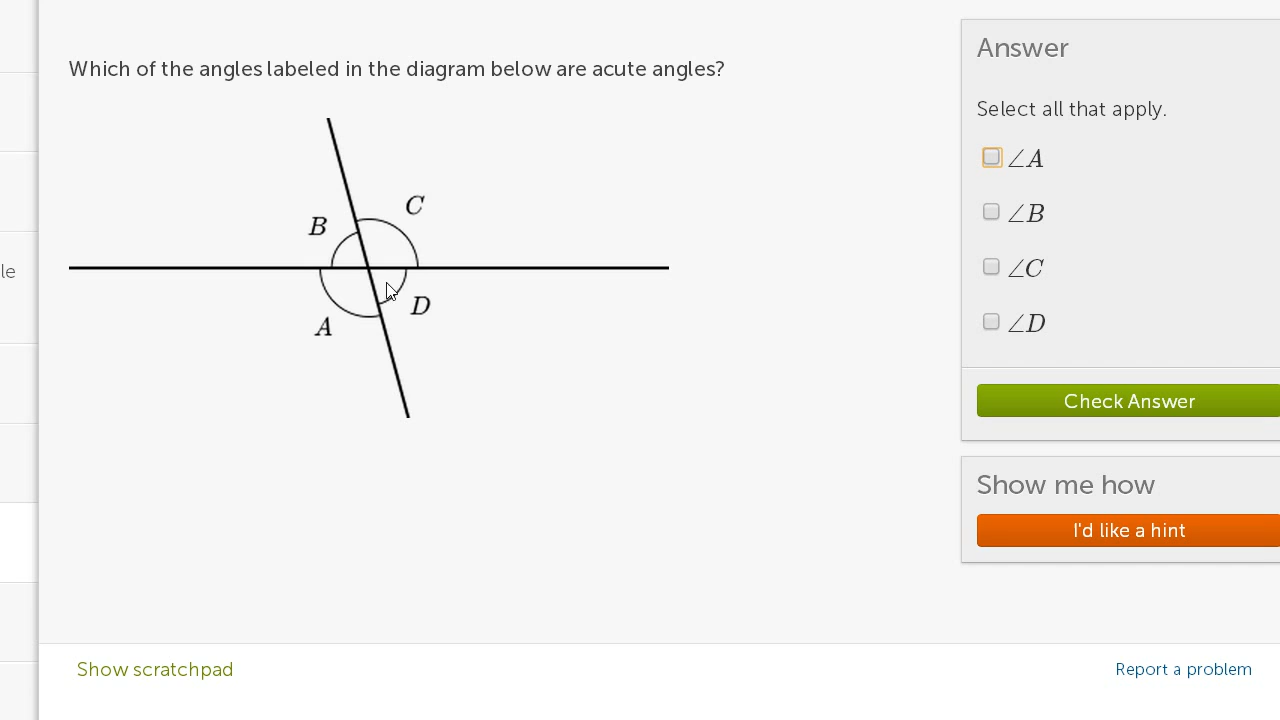 Which of the angles labeled in the diagram below are acute angles?
C
B
D
A
Answer
Select all that apply.
∠A
∠B
∠C
∠D
Check Answer
Show me how
I'd like a hint
le
Show scratchpad
Report a problem